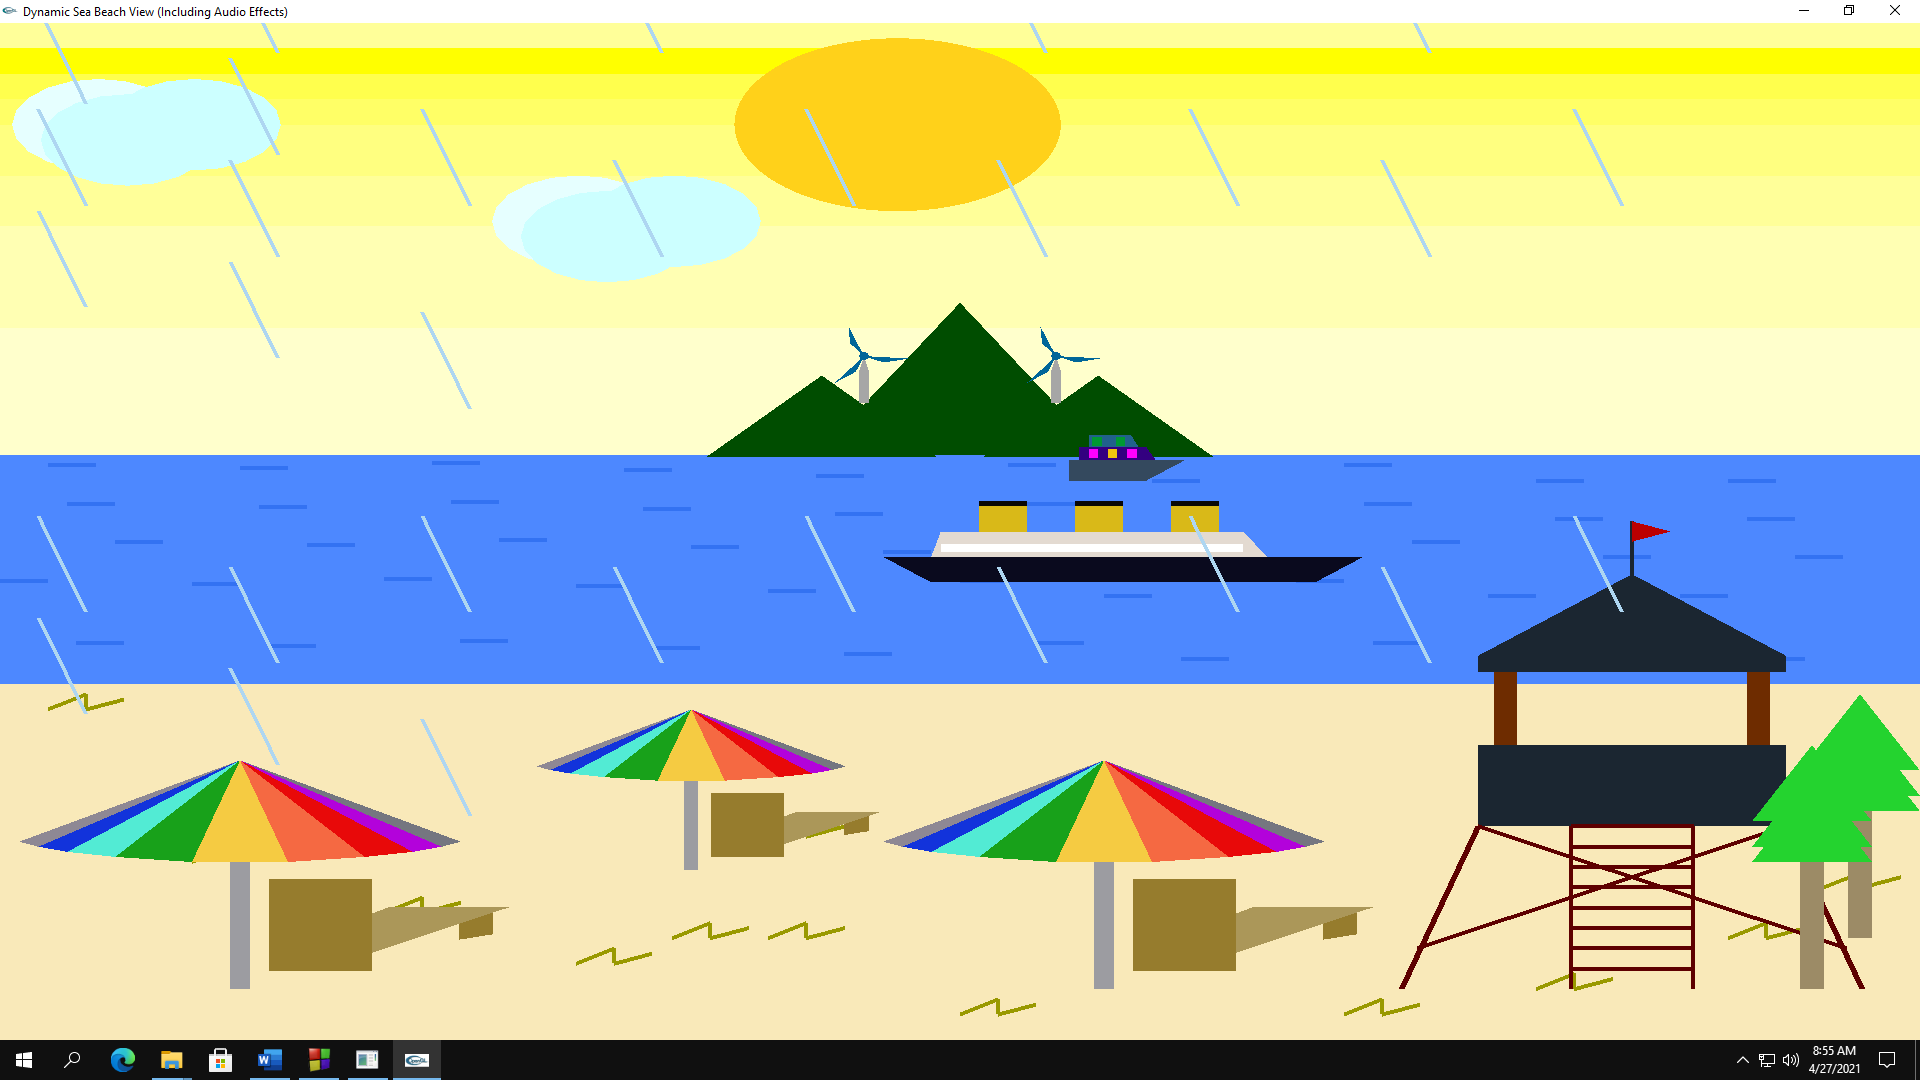 Dynamic Sea Beach View (Including Audio Effects)
8:55 AM
4/27/2021